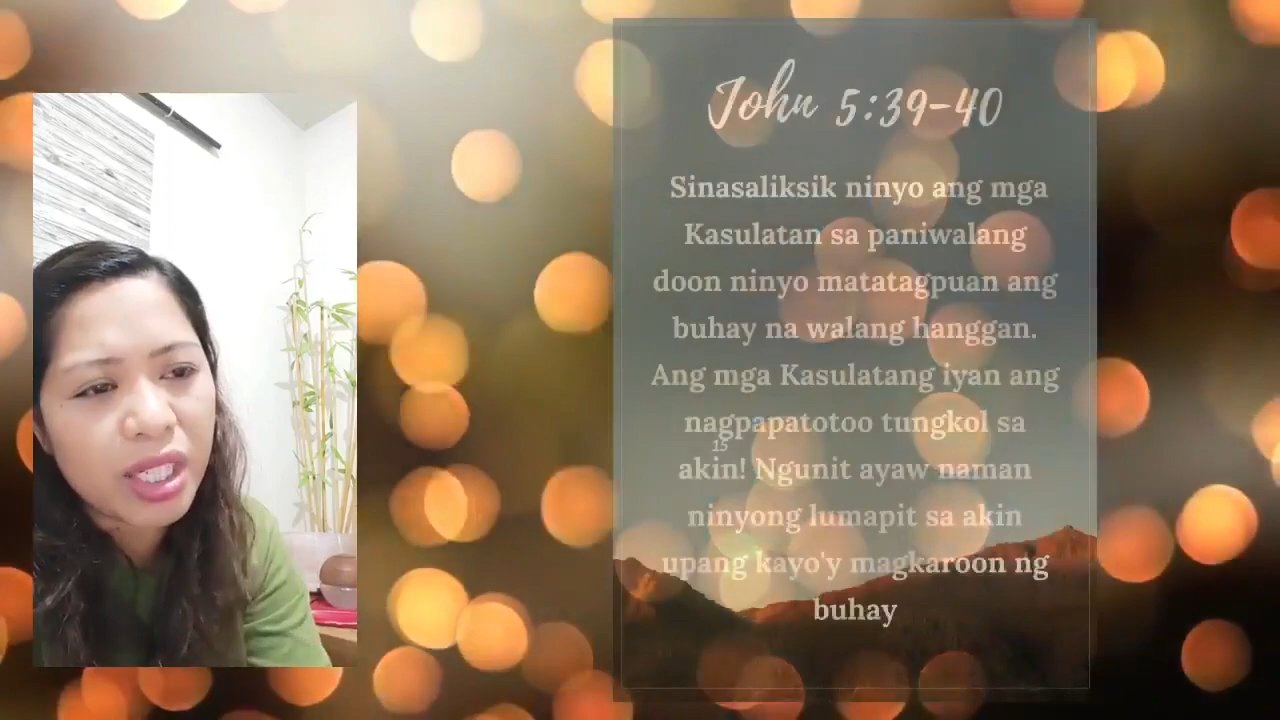 John 5:39-40
Sinasaliksik ninyo ang mga
Kasulatan sa paniwalang
doon ninyo matatagpuan ang
buhay na walang hanggan.
Ang mga Kasulatang iyan ang
nagpapatotoo tungkol sa
15
akin! Ngunit ayaw naman
ninyong lumapit sa akin
upang kayo'y magkaroon ng
buhay